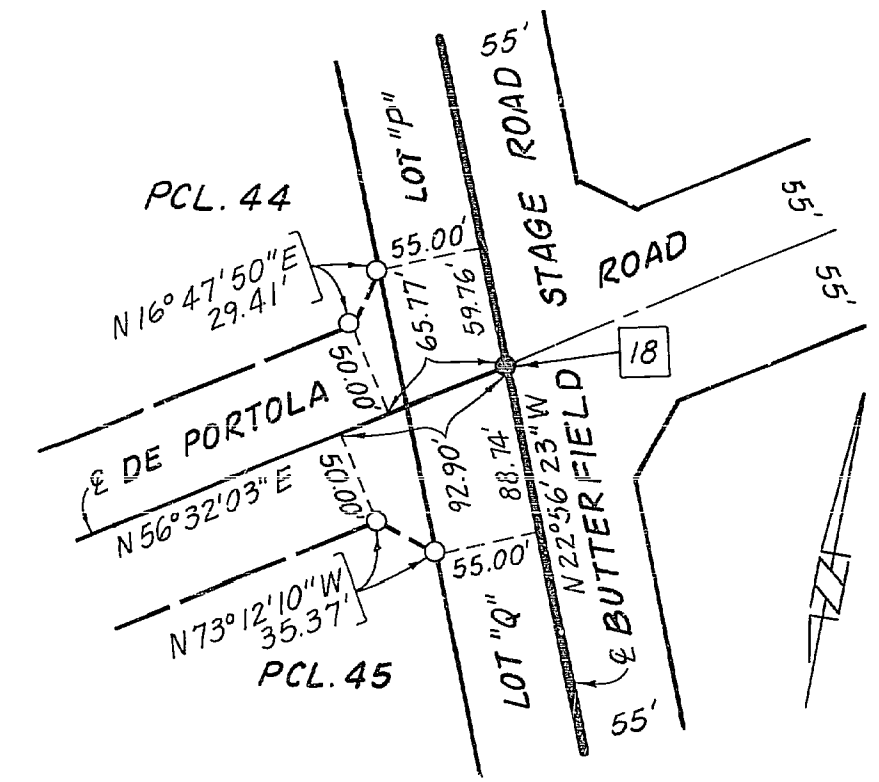 55'
STAGE ROAD
LOT "P"
PCL. 44
55'
55.00'
ROAD
N 16° 47' 50" E
29.41'
65.77'
59.76'
55'
50.00'
18
℄ DE PORTOLA
N 56° 32' 03" E
50.00'
92.90'
88.74'
N 22° 56' 23" W
℄ BUTTERFIELD
55.00'
N 73° 12' 10" W
35.37'
LOT "Q"
PCL. 45
55'